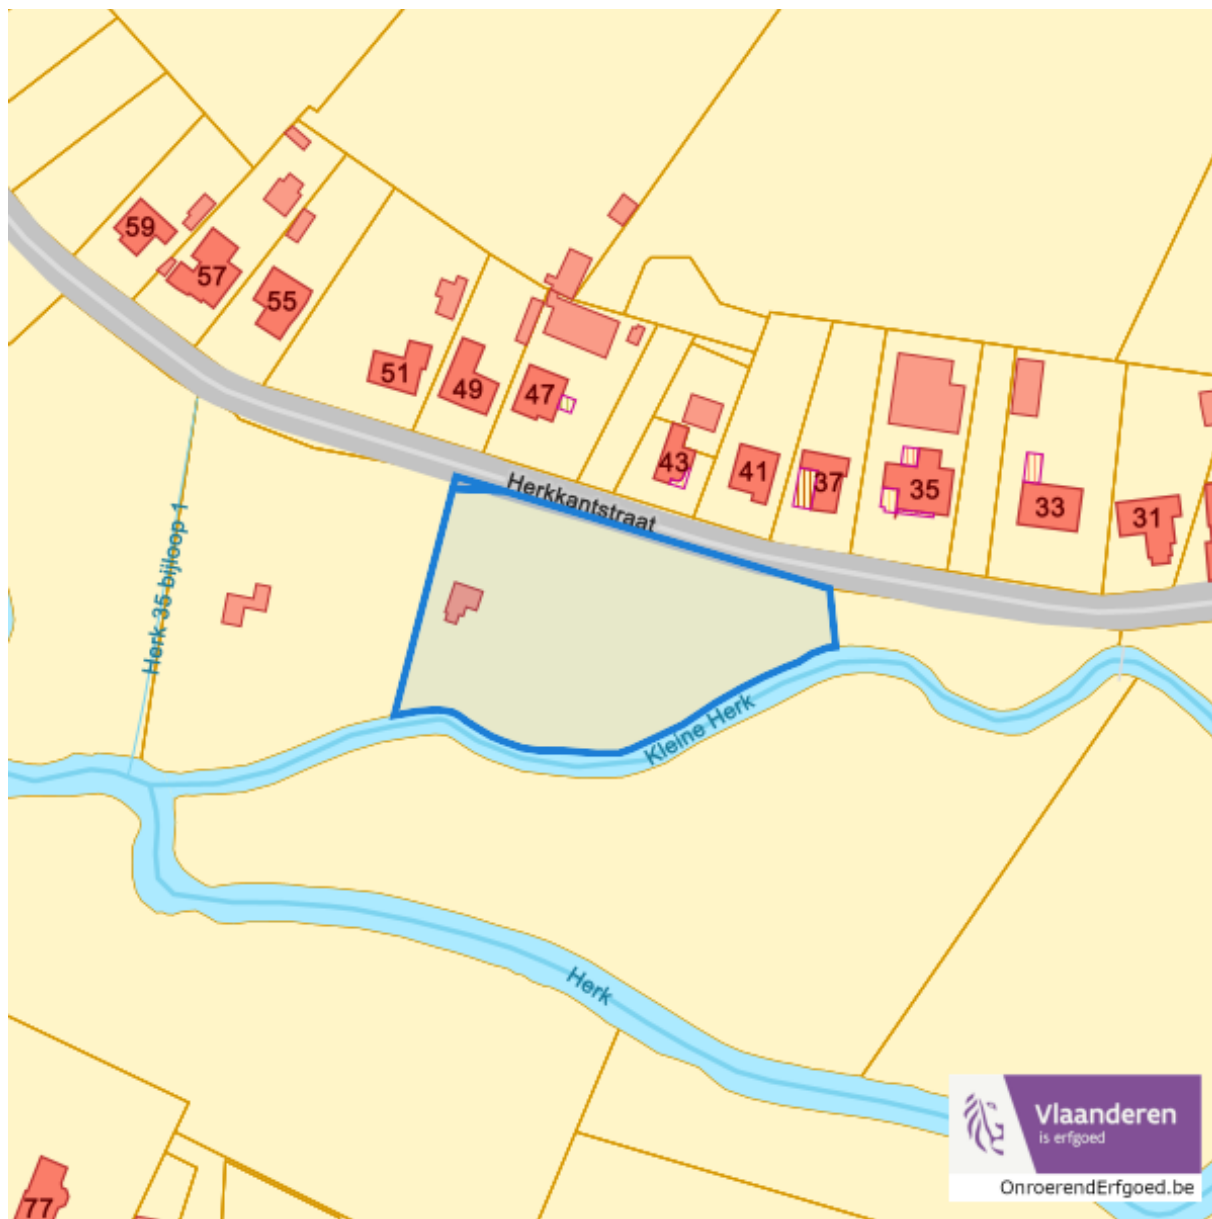 59
57
55
51
49
47
43
41
37
35
33
31
Herkkantstraat
Herk 35 bijloop 1
Kleine Herk
Herk
77
Vlaanderen
is erfgoed
OnroerendErfgoed.be